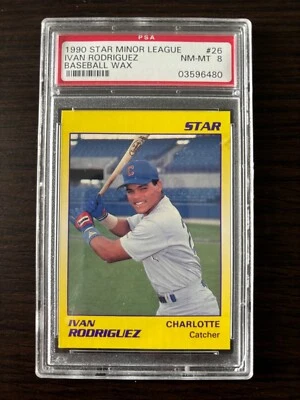 PSA
1990 STAR MINOR LEAGUE #26
IVAN RODRIGUEZ NM-MT 8
BASEBALL WAX
03596480
STAR
C
IVAN CHARLOTTE
RODRIGUEZ Catcher